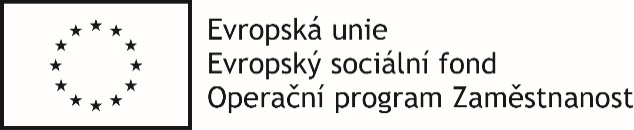 Evropská unie
Evropský sociální fond
Operační program Zaměstnanost